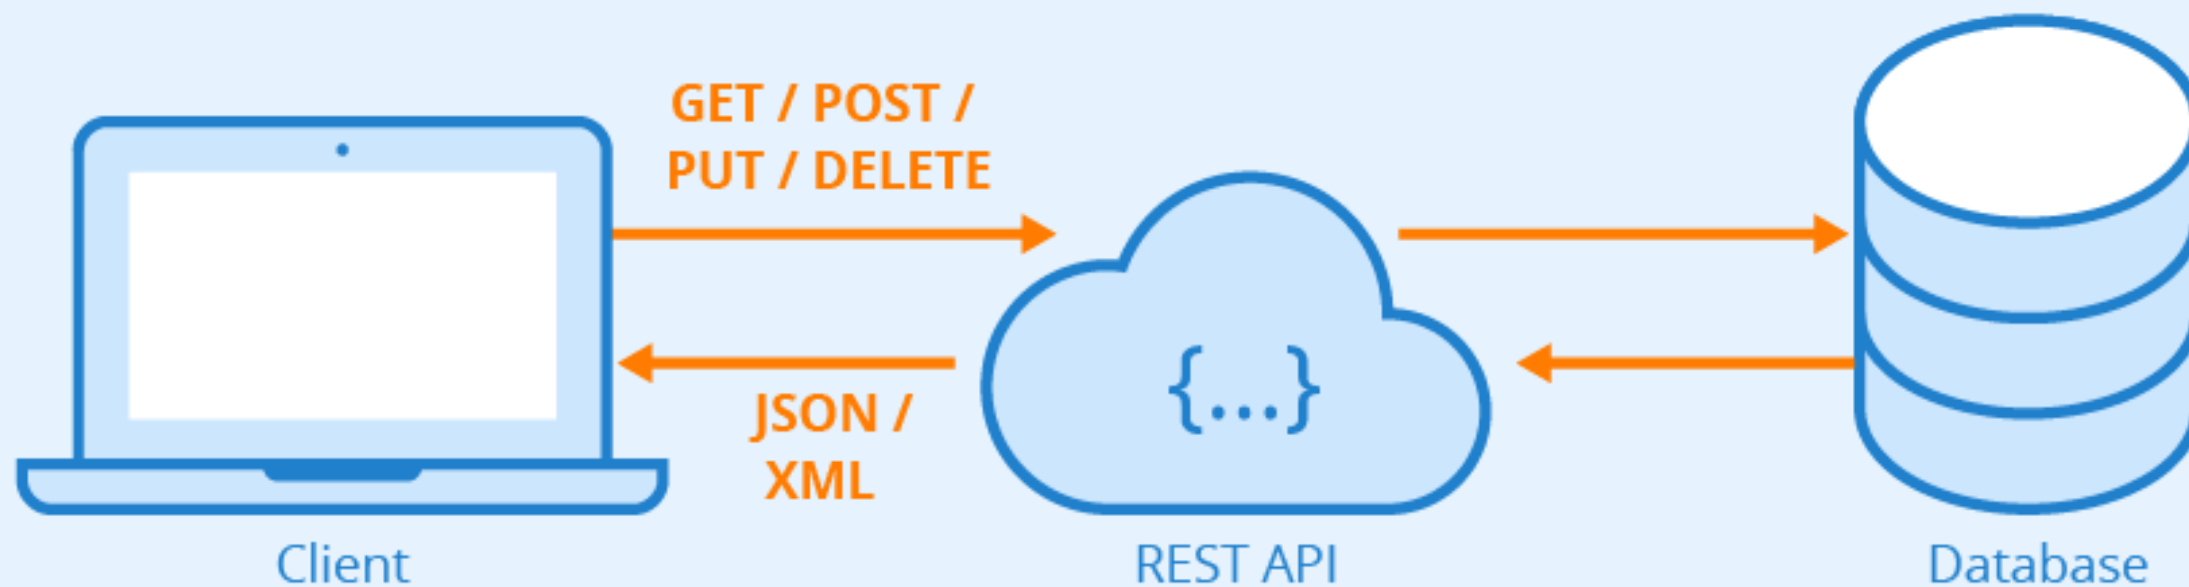 GET / POST /
PUT / DELETE
{...}
JSON /
XML
Client
REST API
Database